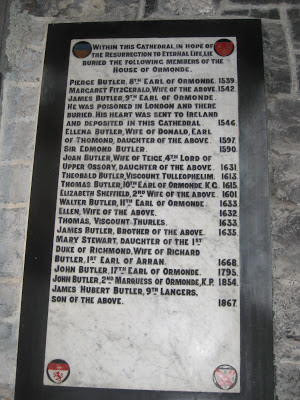 Within this Cathedral, in hope of
the Resurrection to Eternal Life, lie
buried the following members of the
House of Ormonde.
Pierce Butler, 8th Earl of Ormonde. 1539.
Margaret FitzGerald, Wife of the above. 1542.
James Butler, 9th Earl of Ormonde.
He was poisoned in London and there
buried. His heart was sent to Ireland
and deposited in this Cathedral. 1546.
Ellena Butler, Wife of Donal, Earl
of Thomond, daughter of the above. 1597.
Sir Edmond Butler. 1590.
Joan Butler, Wife of Teige 4th Lord of
Upper Ossory, daughter of the above. 1631
Theobald Butler, Viscount, Tulleophelim. 1613.
Thomas Butler, 10th Earl of Ormonde, K.G. 1615.
Elizabeth Sheffield, 2nd Wife of the above. 1601
Walter Butler, 11th Earl of Ormonde. 1633
Ellen, Wife of the above. 1632
Thomas, Viscount Thurles. 1633
James Butler, Brother of the above. 1635
Mary Stewart, daughter of the 1st
Duke of Richmond, Wife of Richard
Butler, 1st Earl of Arran. 1668
John Butler, 17th Earl of Ormonde. 1795.
John Butler, 2nd Marquess of Ormonde, K.P. 1854.
James Hubert Butler, 9th Lancers,
son of the above. 1867